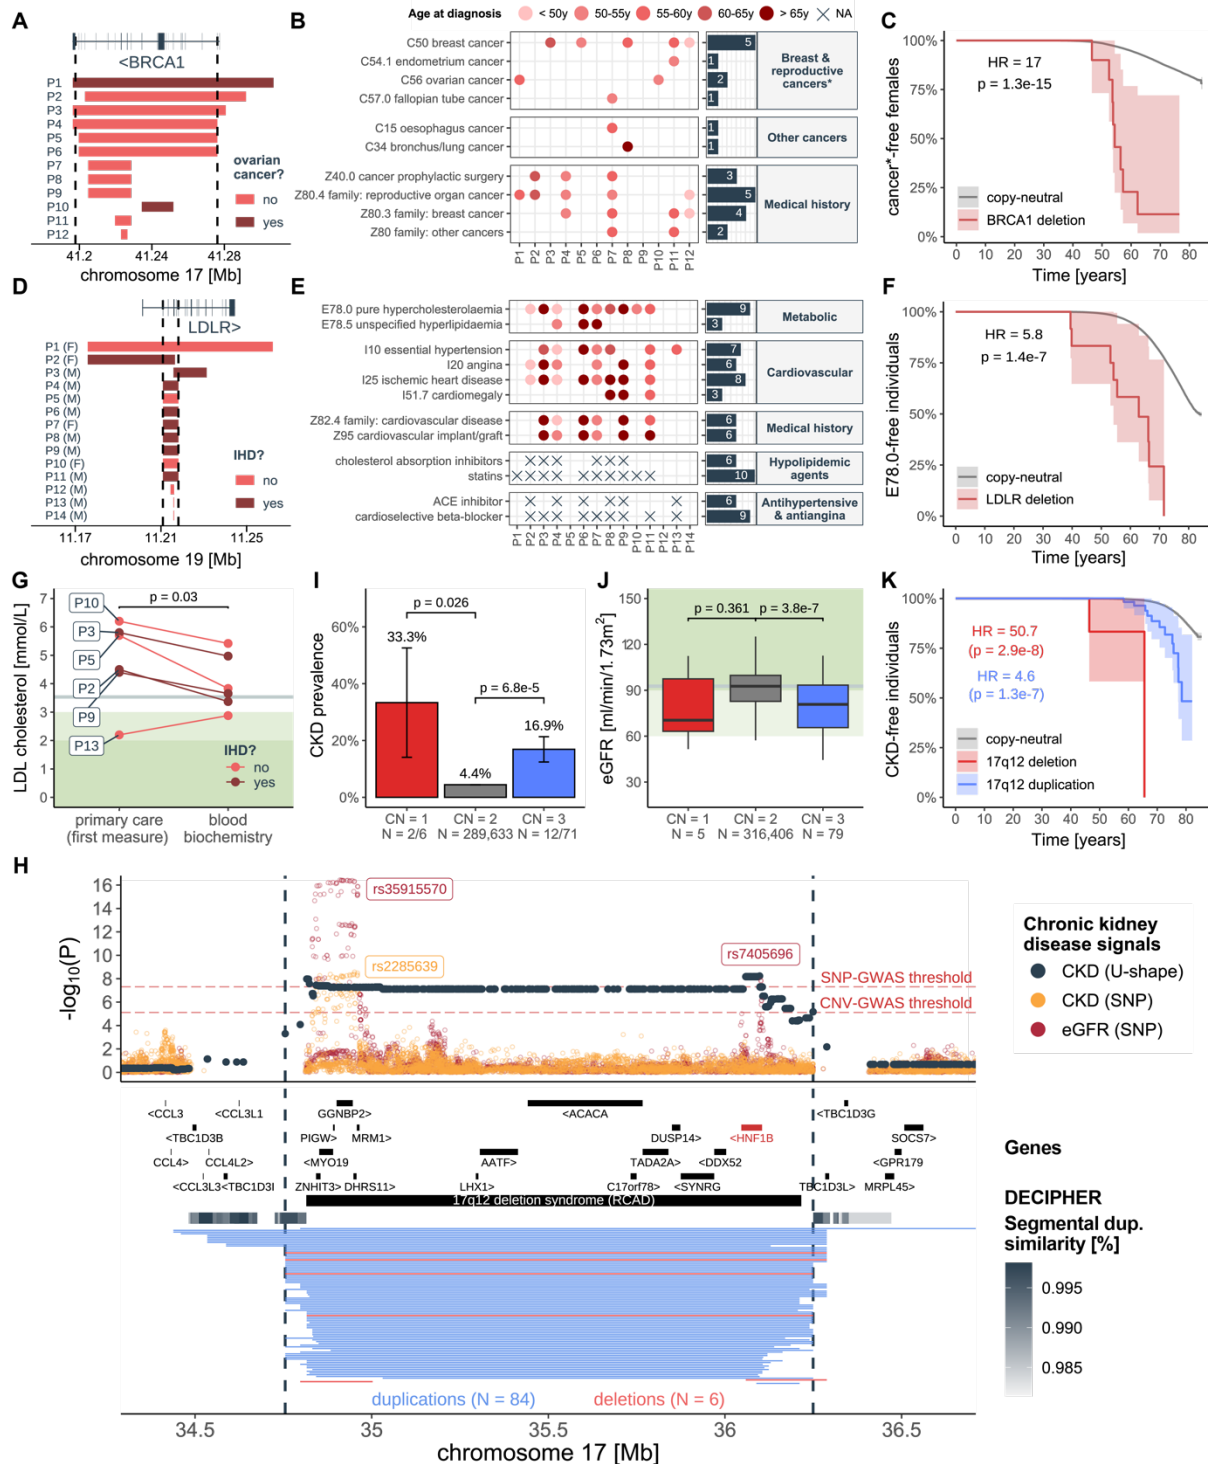 A
<BRCA1
P1
P2
P3
P4
P5
P6
P7
P8
P9
P10
P11
P12
ovarian
cancer?
no
yes
41.2
41.24
41.28
chromosome 17 [Mb]
B
Age at diagnosis
< 50y
50-55y
55-60y
60-65y
> 65y
NA
C50 breast cancer
5
C54.1 endometrium cancer
1
C56 ovarian cancer
2
C57.0 fallopian tube cancer
1
Breast &
reproductive
cancers*
C15 oesophagus cancer
1
C34 bronchus/lung cancer
1
Other cancers
Z40.0 cancer prophylactic surgery
3
Z80.4 family: reproductive organ cancer
5
Z80.3 family: breast cancer
4
Z80 family: other cancers
2
Medical history
P1
P2
P3
P4
P5
P6
P7
P8
P9
P10
P11
P12
C
cancer*-free females
100%
75%
50%
25%
0%
HR = 17
p = 1.3e-15
copy-neutral
BRCA1 deletion
0 10 20 30 40 50 60 70 80
Time [years]
D
LDLR>
P1 (F)
P2 (F)
P3 (M)
P4 (M)
P5 (M)
P6 (M)
P7 (F)
P8 (M)
P9 (M)
P10 (F)
P11 (M)
P12 (M)
P13 (M)
P14 (M)
IHD?
no
yes
11.17
11.21
11.25
chromosome 19 [Mb]
E
E78.0 pure hypercholesterolaemia
9
E78.5 unspecified hyperlipidaemia
3
Metabolic
I10 essential hypertension
7
I20 angina
6
I25 ischemic heart disease
8
I51.7 cardiomegaly
3
Cardiovascular
Z82.4 family: cardiovascular disease
6
Z95 cardiovascular implant/graft
6
Medical history
cholesterol absorption inhibitors
6
statins
10
Hypolipidemic
agents
ACE inhibitor
6
cardioselective beta-blocker
9
Antihypertensive
& antiangina
P1
P2
P3
P4
P5
P6
P7
P8
P9
P10
P11
P12
P13
P14
F
E78.0-free individuals
100%
75%
50%
25%
0%
HR = 5.8
p = 1.4e-7
copy-neutral
LDLR deletion
0 10 20 30 40 50 60 70 80
Time [years]
G
LDL cholesterol [mmol/L]
7
6
5
4
3
2
1
0
P10
P3
P5
P2
P9
P13
p = 0.03
IHD?
no
yes
primary care
(first measure)
blood
biochemistry
I
CKD prevalence
60%
40%
20%
0%
p = 0.026
33.3%
p = 6.8e-5
4.4%
16.9%
CN = 1
N = 2/6
CN = 2
N = 289,633
CN = 3
N = 12/71
J
eGFR [ml/min/1.73m²]
150
120
90
60
30
p = 0.361
p = 3.8e-7
CN = 1
N = 5
CN = 2
N = 316,406
CN = 3
N = 79
K
CKD-free individuals
100%
75%
50%
25%
0%
HR = 50.7
(p = 2.9e-8)
HR = 4.6
(p = 1.3e-7)
copy-neutral
17q12 deletion
17q12 duplication
0 10 20 30 40 50 60 70 80
Time [years]
H
-log₁₀(P)
16
14
12
10
8
6
4
2
0
rs35915570
rs2285639
rs7405696
SNP-GWAS threshold
CNV-GWAS threshold
Chronic kidney
disease signals
CKD (U-shape)
CKD (SNP)
eGFR (SNP)
<CCL3
<CCL3L1
GGNBP2>
<ACACA
<HNF1B
<TBC1D3G
<TBC1D3B
PIGW>
MRM1>
DUSP14>
SOCS7>
CCL4>
CCL4L2>
<MYO19
AATF>
TADA2A>
<DDX52
<GPR179
<CCL3L3
<TBC1D3I
ZNHIT3>
DHRS11>
LHX1>
C17orf78>
<SYNRG
TBC1D3L>
MRPL45>
17q12 deletion syndrome (RCAD)
Genes
DECIPHER
Segmental dup.
similarity [%]
0.995
0.990
0.985
duplications (N = 84)
deletions (N = 6)
34.5
35
35.5
36
36.5
chromosome 17 [Mb]